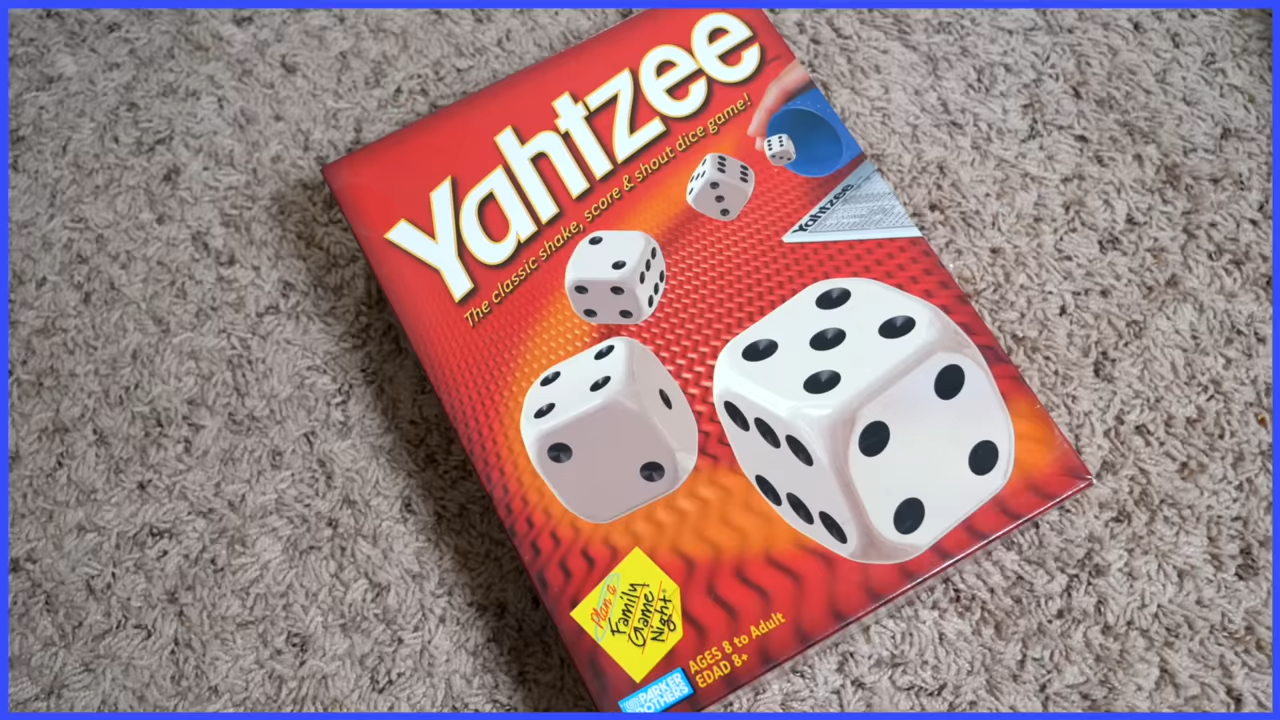 Yahtzee
The classic shake, score & shout dice game!
Yahtzee
Plan a
Family
Game
Night
AGES 8 to Adult
EDAD 8+
PARKER
BROTHERS